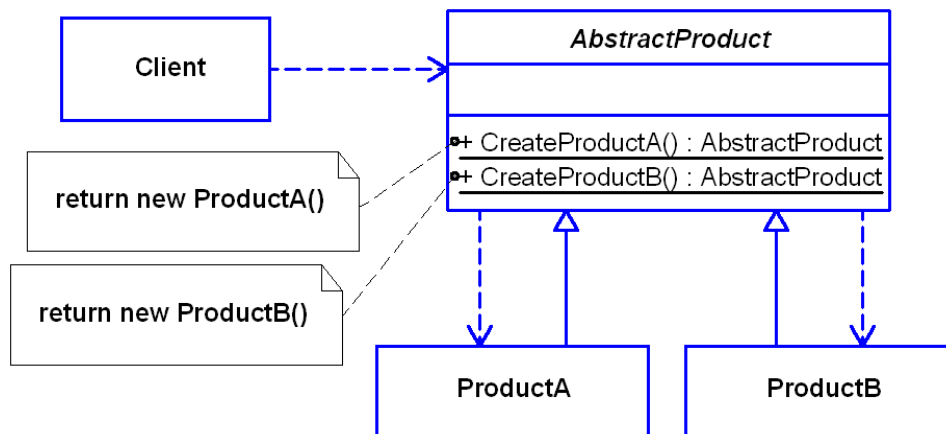 Client
AbstractProduct
+ CreateProductA() : AbstractProduct
+ CreateProductB() : AbstractProduct
return new ProductA()
return new ProductB()
ProductA
ProductB